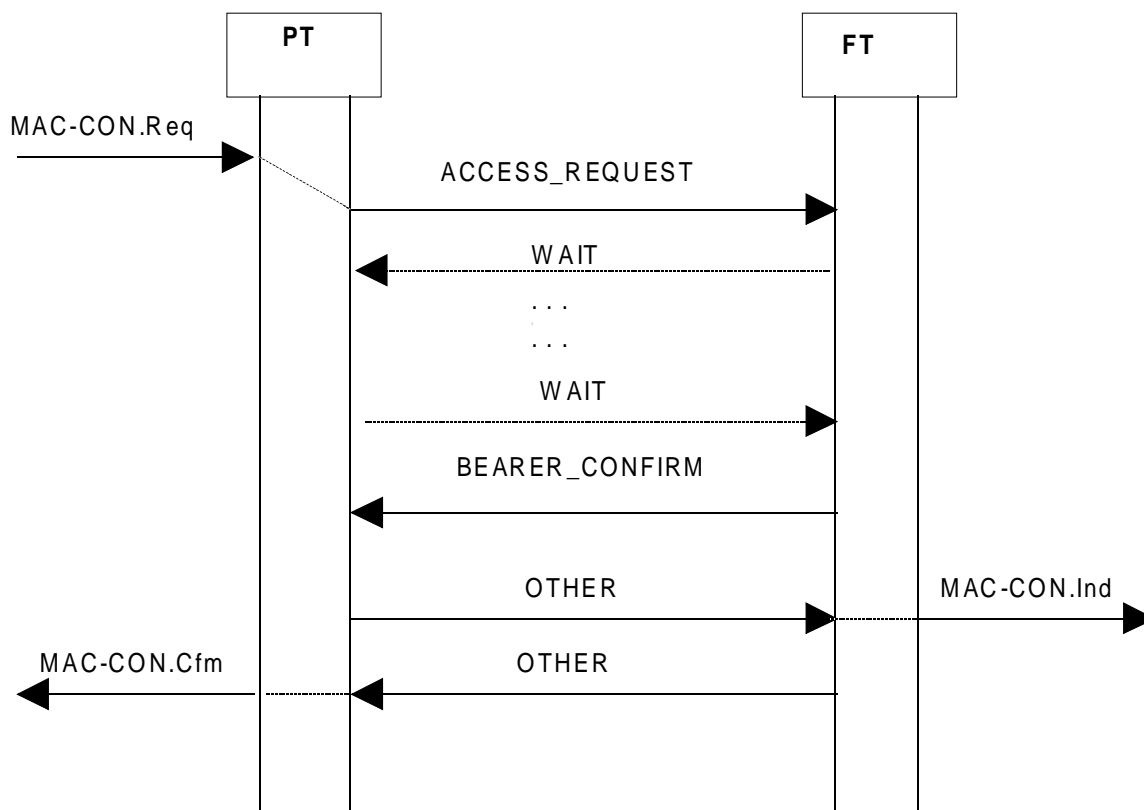 PT
FT
MAC-CON.Req
ACCESS_REQUEST
WAIT
...
...
WAIT
BEARER_CONFIRM
OTHER
MAC-CON.Ind
MAC-CON.Cfm
OTHER